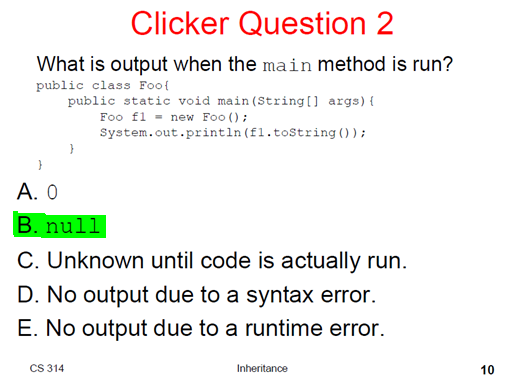 Clicker Question 2
What is output when the main method is run?
public class Foo{
    public static void main(String[] args){
        Foo f1 = new Foo();
        System.out.println(f1.toString());
    }
}
A. 0
B. null
C. Unknown until code is actually run.
D. No output due to a syntax error.
E. No output due to a runtime error.
CS 314 Inheritance 10